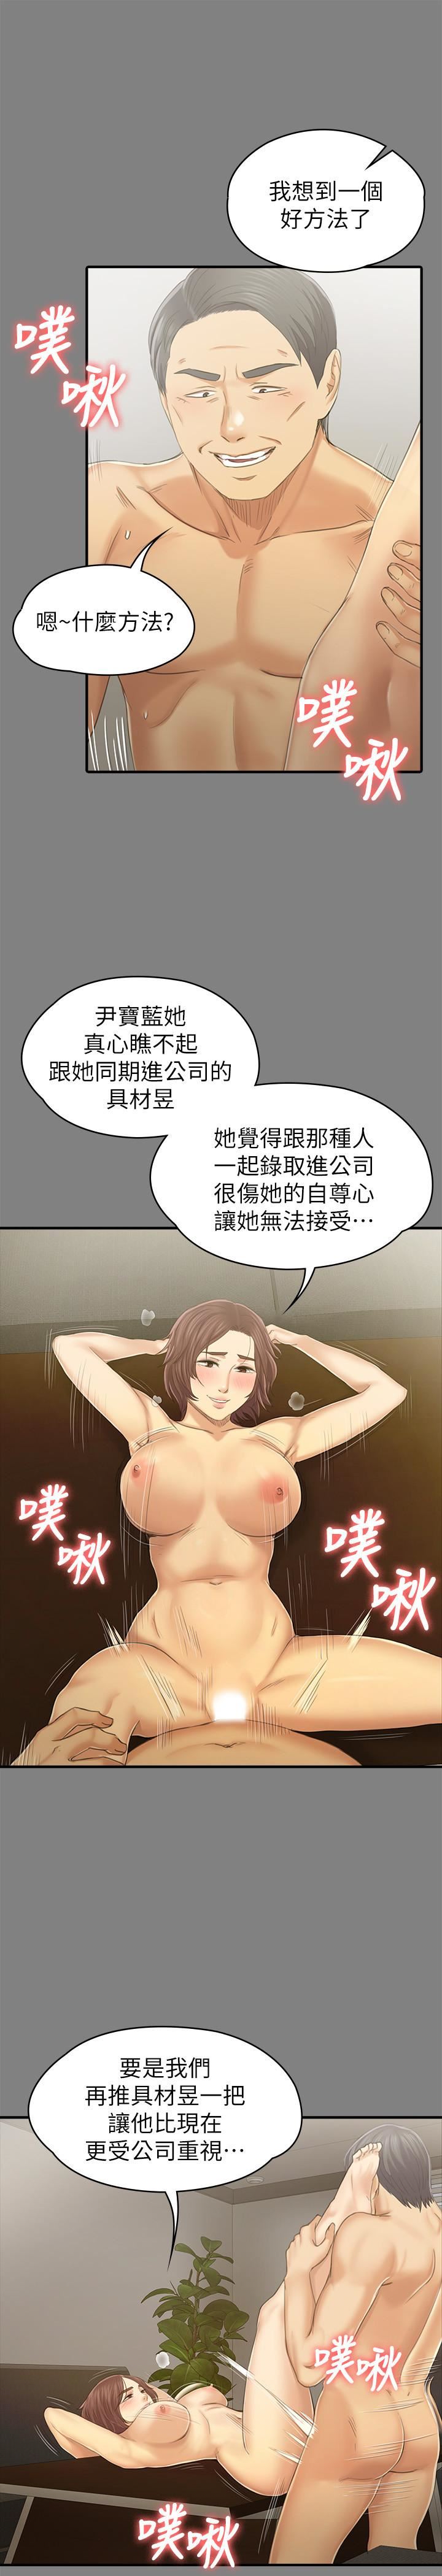 我想到一個
好方法了
噗
啾
嗯~什麼方法?
噗
啾
尹寶藍她
真心瞧不起
跟她同期進公司的
具材昱
她覺得跟那種人
一起錄取進公司
很傷她的自尊心
讓她無法接受…
噗
啾
噗
啾
要是我們
再推具材昱一把
讓他比現在
更受公司重視…
噗啾
噗啾